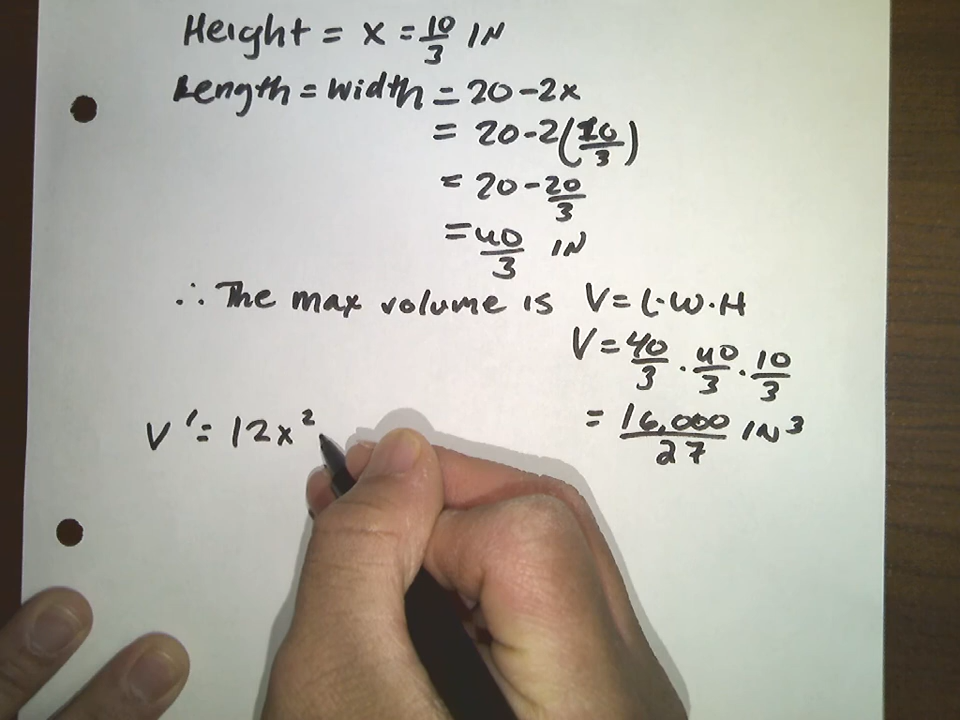 Height = x = 10/3 IN
Length = width = 20 - 2x
= 20 - 2(10/3)
= 20 - 20/3
= 40/3 IN
∴ The max volume is V = L·W·H
V = 40/3 · 40/3 · 10/3
= 16,000/27 IN³
V' = 12x²